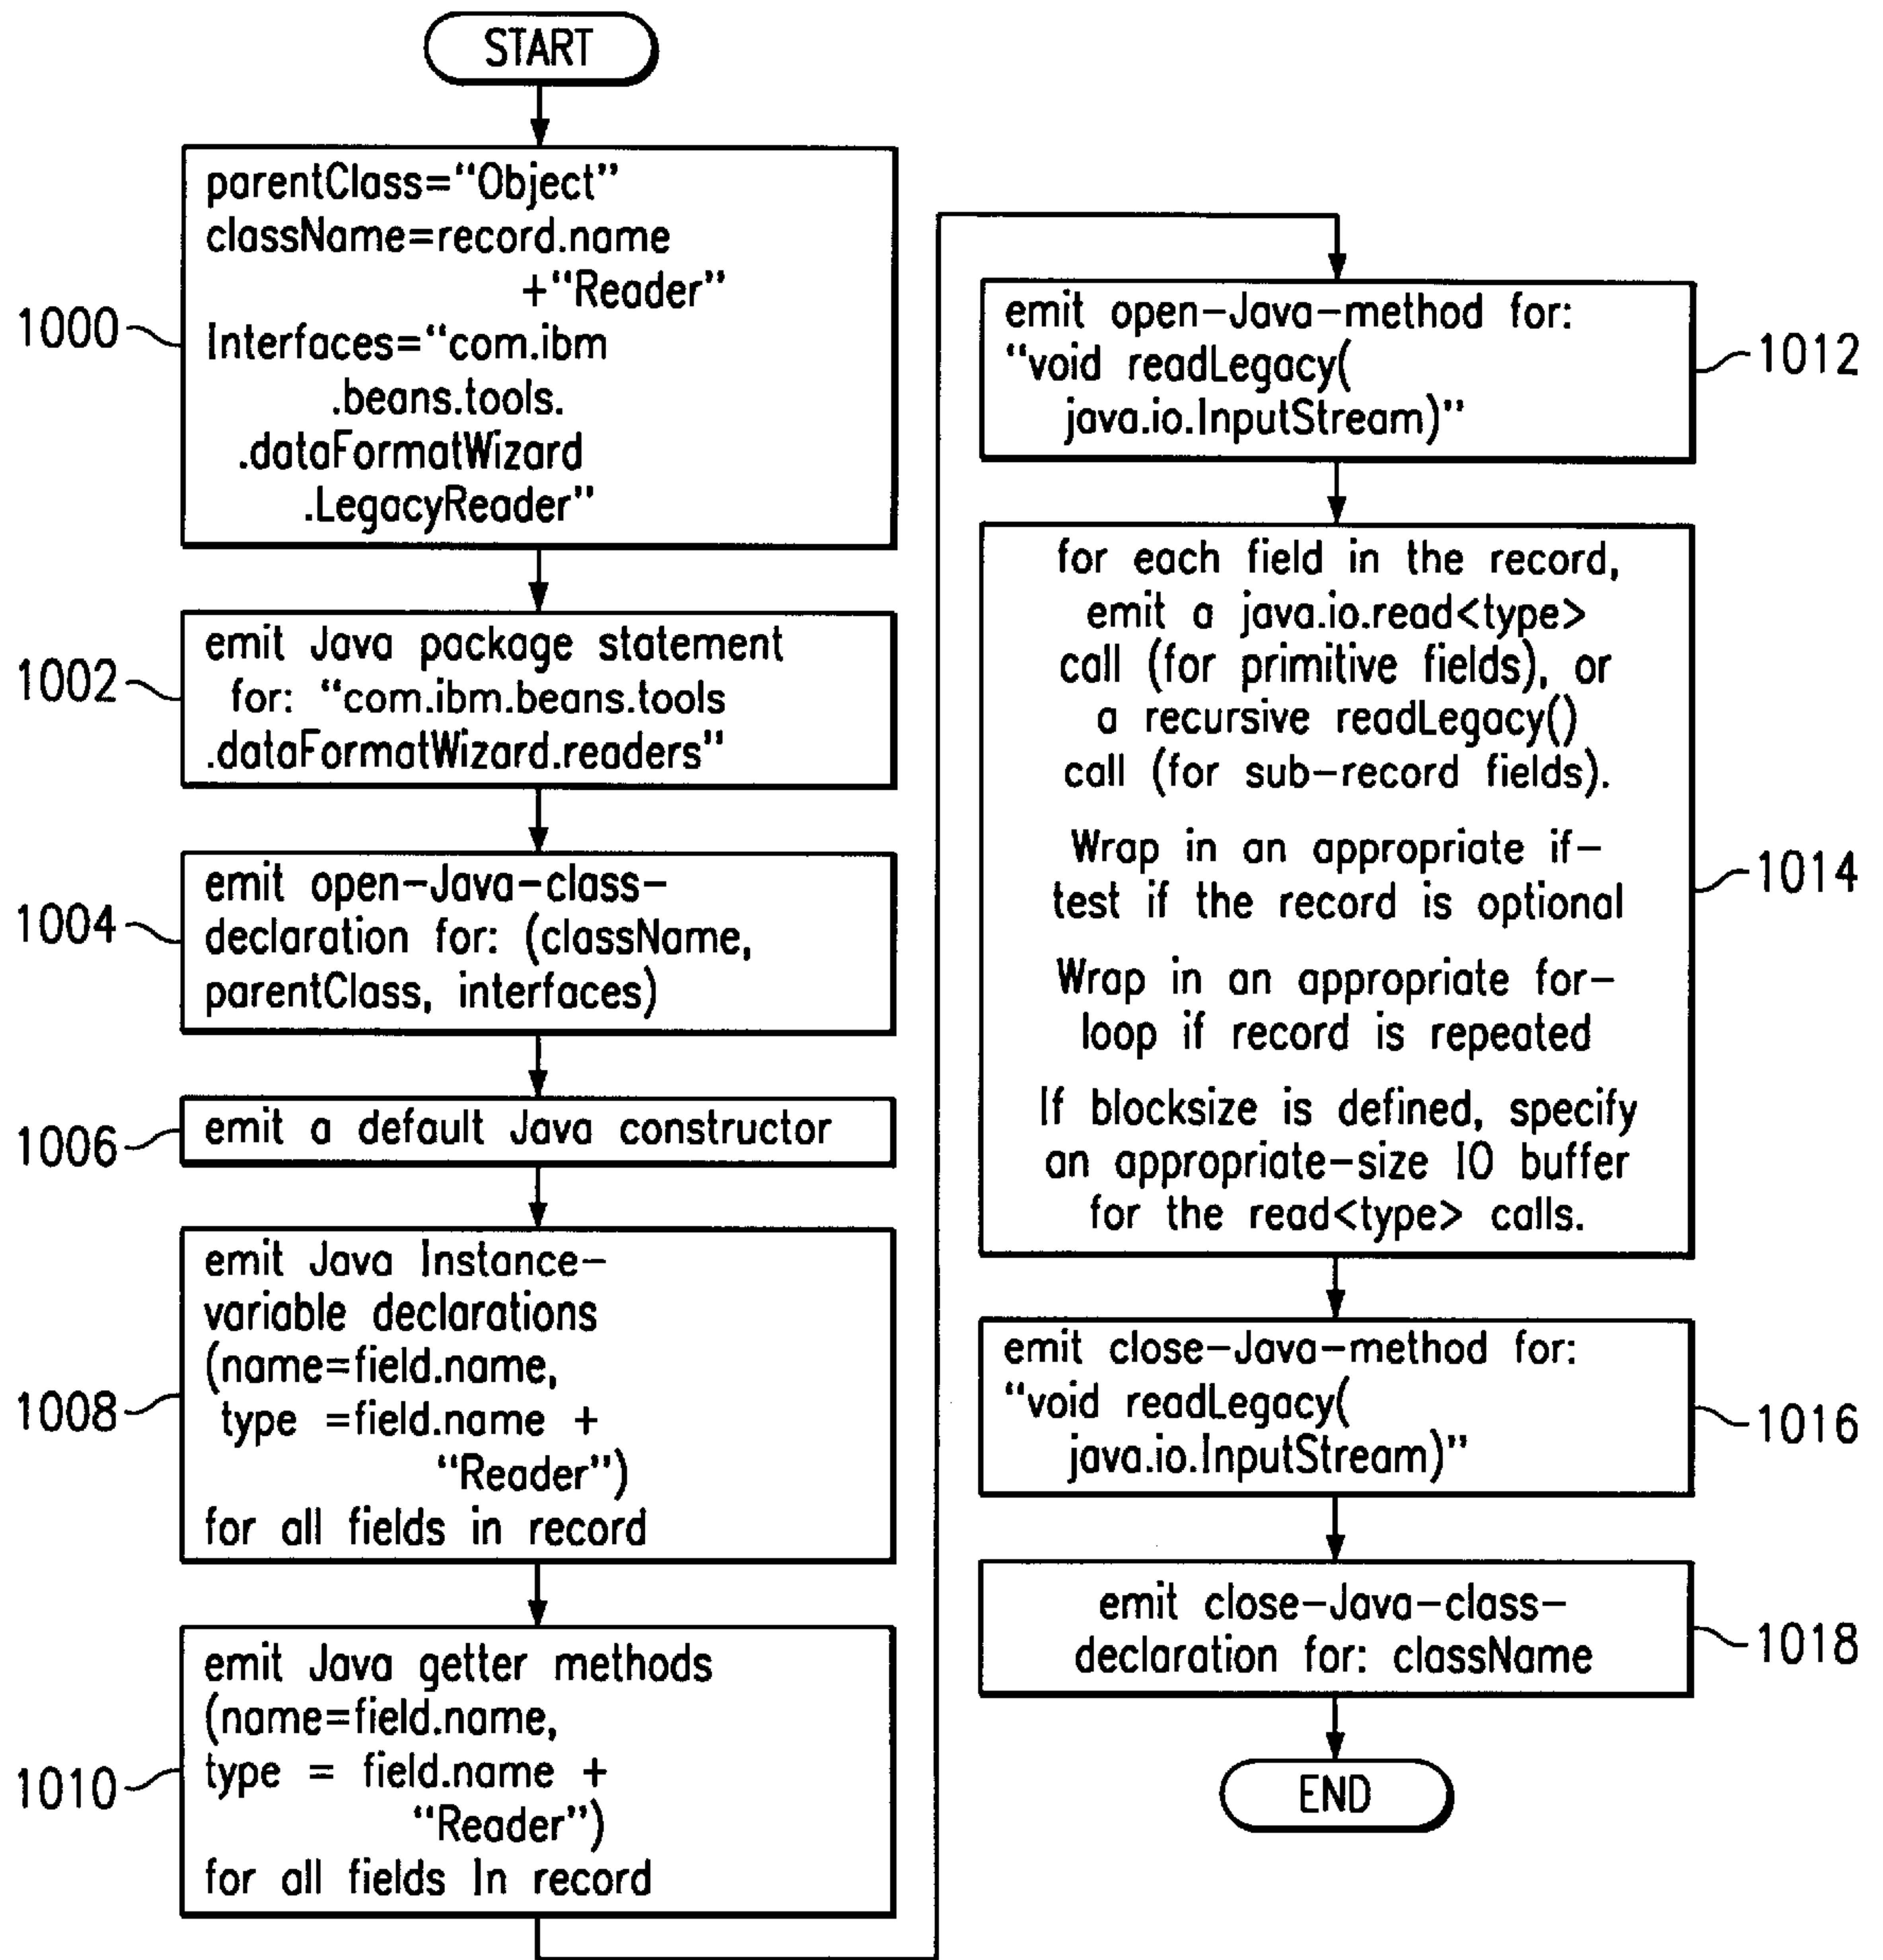 START
1000
parentClass="Object"
className=record.name
+"Reader"
Interfaces="com.ibm
.beans.tools.
.dataFormatWizard
.LegacyReader"
1002
emit Java package statement
for: "com.ibm.beans.tools
.dataFormatWizard.readers"
1004
emit open-Java-class-
declaration for: (className,
parentClass, interfaces)
1006
emit a default Java constructor
1008
emit Java Instance-
variable declarations
(name=field.name,
type =field.name +
"Reader")
for all fields in record
1010
emit Java getter methods
(name=field.name,
type = field.name +
"Reader")
for all fields In record
emit open-Java-method for:
"void readLegacy(
java.io.InputStream)"
1012
for each field in the record,
emit a java.io.read<type>
call (for primitive fields), or
a recursive readLegacy()
call (for sub-record fields).
Wrap in an appropriate if-
test if the record is optional
Wrap in an appropriate for-
loop if record is repeated
If blocksize is defined, specify
an appropriate-size IO buffer
for the read<type> calls.
1014
emit close-Java-method for:
"void readLegacy(
java.io.InputStream)"
1016
emit close-Java-class-
declaration for: className
1018
END